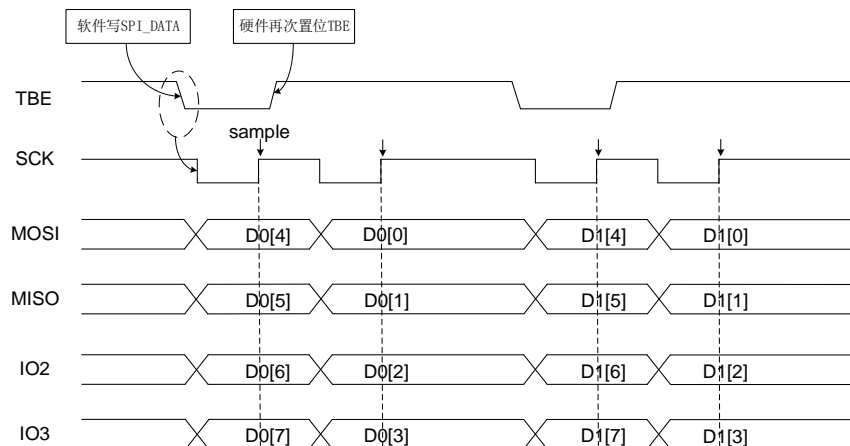 软件写SPI_DATA
硬件再次置位TBE
TBE
sample
SCK
MOSI
D0[4]
D0[0]
D1[4]
D1[0]
MISO
D0[5]
D0[1]
D1[5]
D1[1]
IO2
D0[6]
D0[2]
D1[6]
D1[2]
IO3
D0[7]
D0[3]
D1[7]
D1[3]